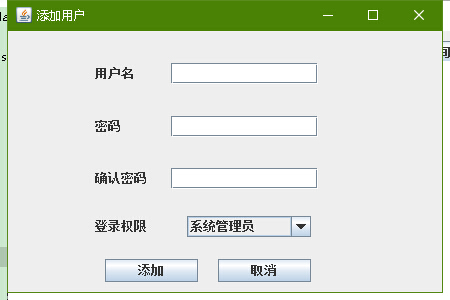 添加用户
用户名
密码
确认密码
登录权限 系统管理员
添加 取消